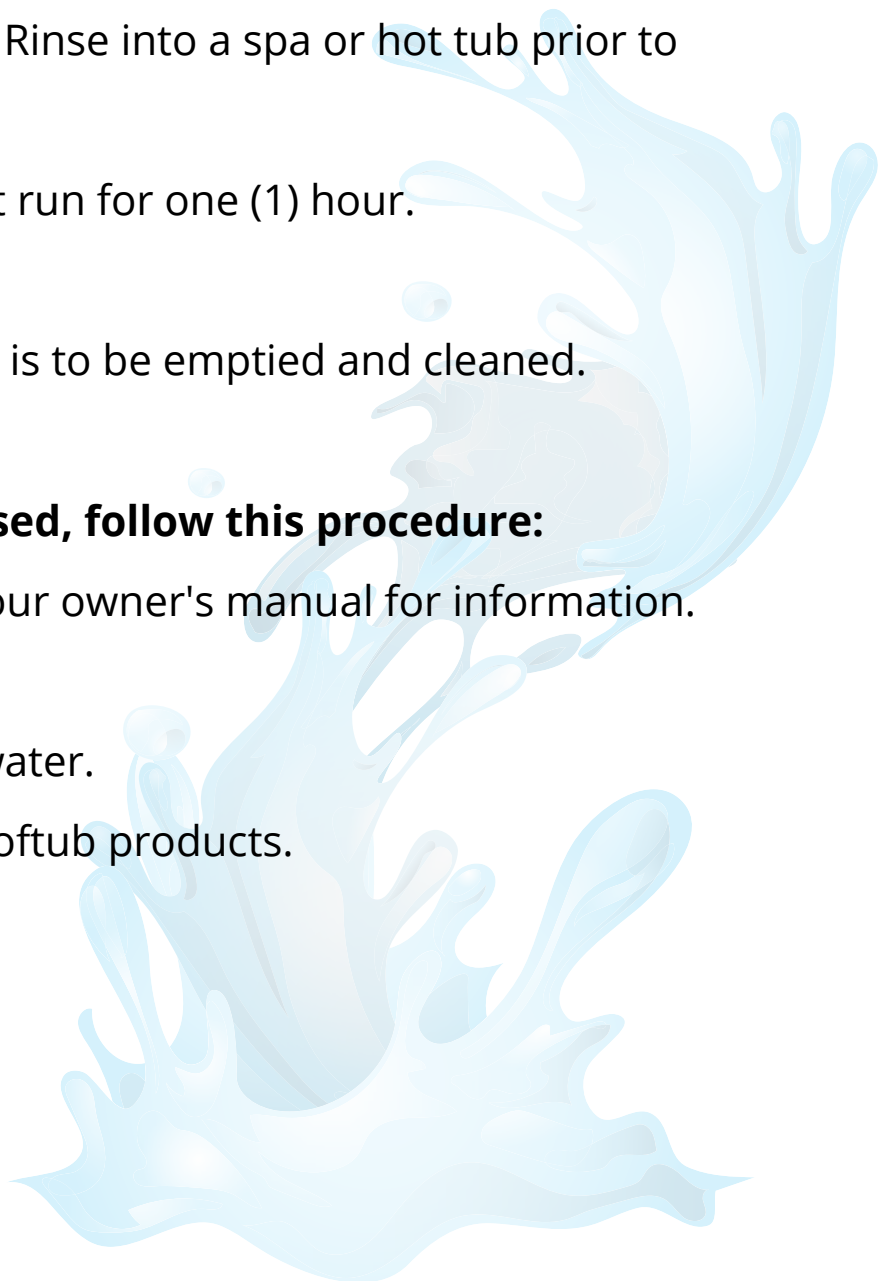 Rinse into a spa or hot tub prior to
t run for one (1) hour.
is to be emptied and cleaned.
sed, follow this procedure:
our owner's manual for information.
water.
oftub products.